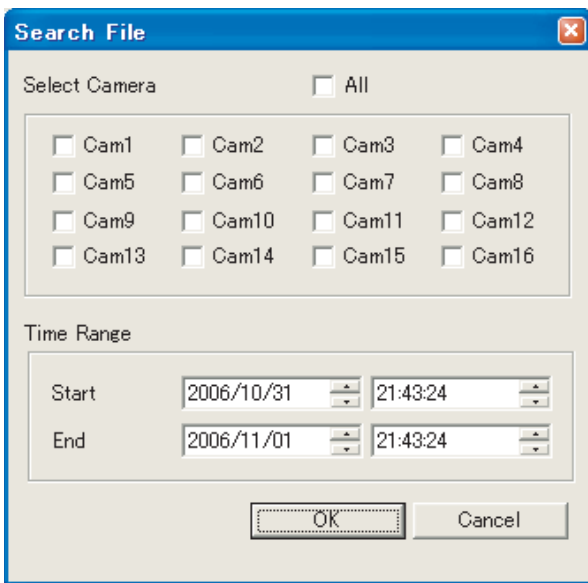 Search File
Select Camera All
Cam1 Cam2 Cam3 Cam4
Cam5 Cam6 Cam7 Cam8
Cam9 Cam10 Cam11 Cam12
Cam13 Cam14 Cam15 Cam16
Time Range
Start 2006/10/31 21:43:24
End 2006/11/01 21:43:24
OK Cancel